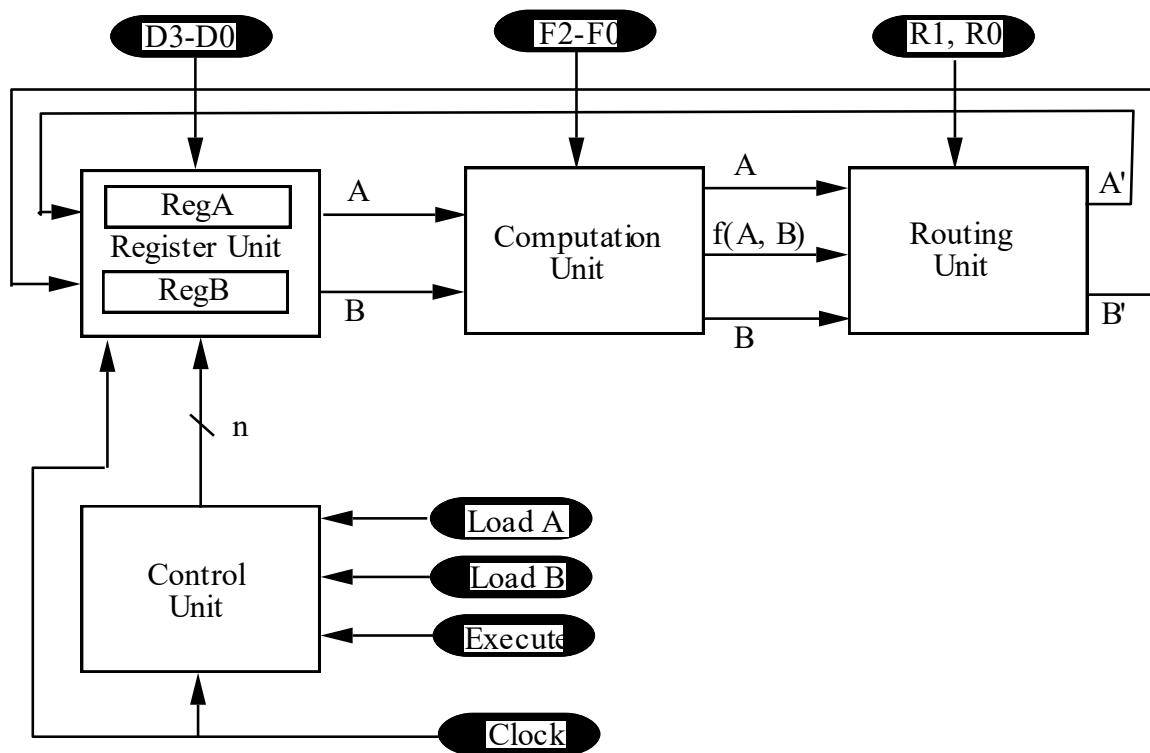 D3-D0
F2-F0
R1, R0
RegA
Register Unit
RegB
A
B
Computation
Unit
A
f(A, B)
B
Routing
Unit
A'
B'
n
Control
Unit
Load A
Load B
Execute
Clock